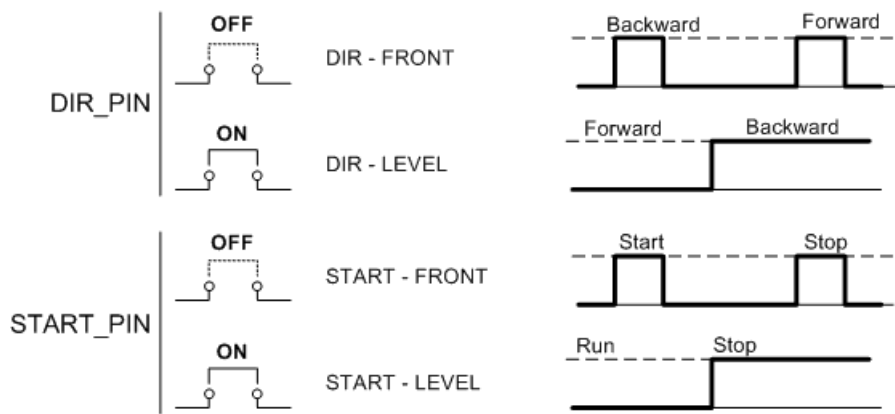 OFF
DIR - FRONT
Backward
Forward
DIR_PIN
ON
DIR - LEVEL
Forward
Backward
OFF
START - FRONT
Start
Stop
START_PIN
ON
START - LEVEL
Run
Stop